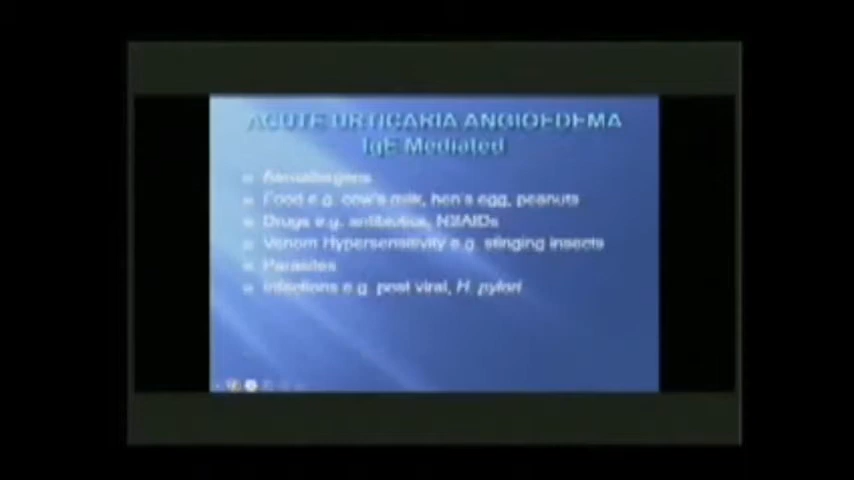 ACUTE URTICARIA ANGIOEDEMA
IgE Mediated
Aeroallergens
Food e.g. cow's milk, hen's egg, peanuts
Drugs e.g. antibiotics, NSAIDs
Venom Hypersensitivity e.g. stinging insects
Parasites
Infections e.g. post viral, H. pylori